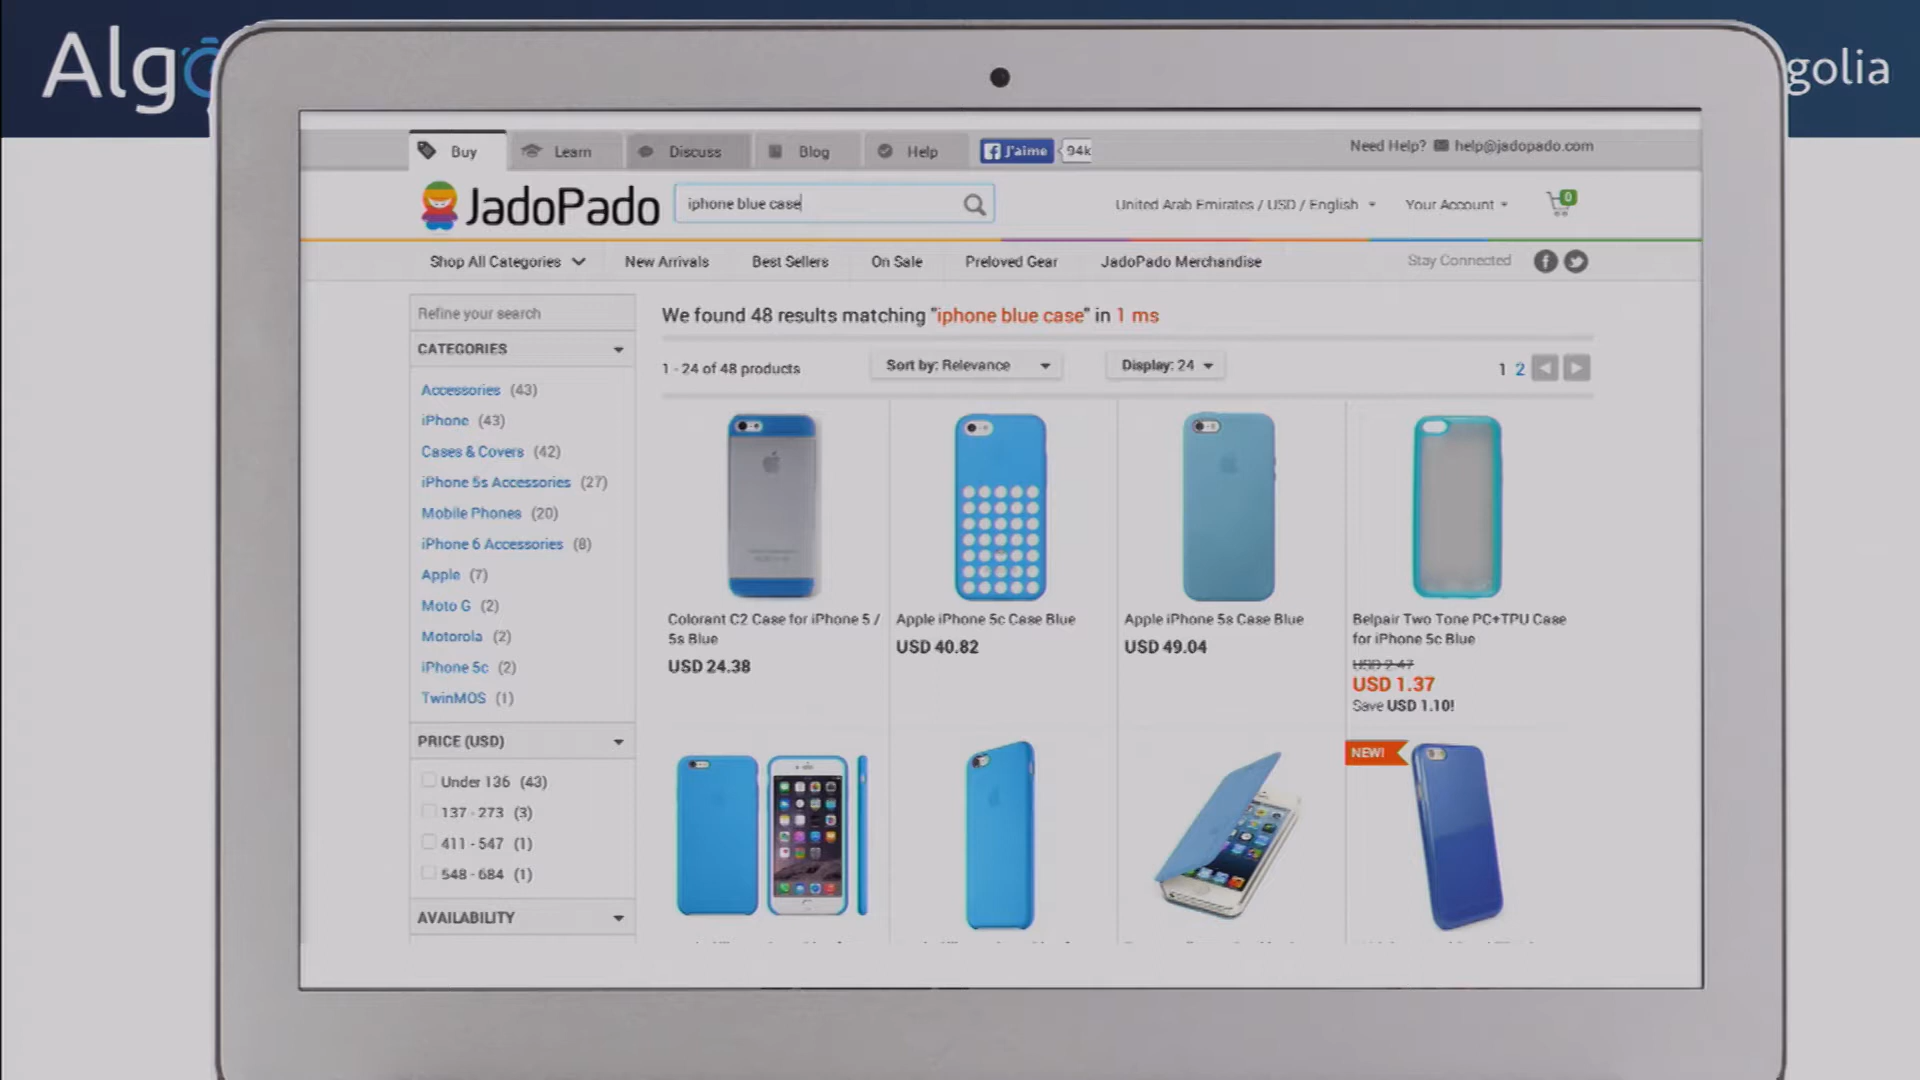 Alg
golia
Buy
Learn
Discuss
Blog
Help
J'aime
94k
Need Help?
help@jadopado.com
JadoPado
iphone blue case
United Arab Emirates / USD / English
Your Account
0
Shop All Categories
New Arrivals
Best Sellers
On Sale
Preloved Gear
JadoPado Merchandise
Stay Connected
Refine your search
CATEGORIES
Accessories (43)
iPhone (43)
Cases & Covers (42)
iPhone 5s Accessories (27)
Mobile Phones (20)
iPhone 6 Accessories (8)
Apple (7)
Moto G (2)
Motorola (2)
iPhone 5c (2)
TwinMOS (1)
PRICE (USD)
Under 136 (43)
137 - 273 (3)
411 - 547 (1)
548 - 684 (1)
AVAILABILITY
We found 48 results matching "iphone blue case" in 1 ms
1 - 24 of 48 products
Sort by: Relevance
Display: 24
1 2
Colorant C2 Case for iPhone 5 /
5s Blue
USD 24.38
Apple iPhone 5c Case Blue
USD 40.82
Apple iPhone 5s Case Blue
USD 49.04
Belpair Two Tone PC+TPU Case
for iPhone 5c Blue
USD 2.47
USD 1.37
Save USD 1.10!
NEW!